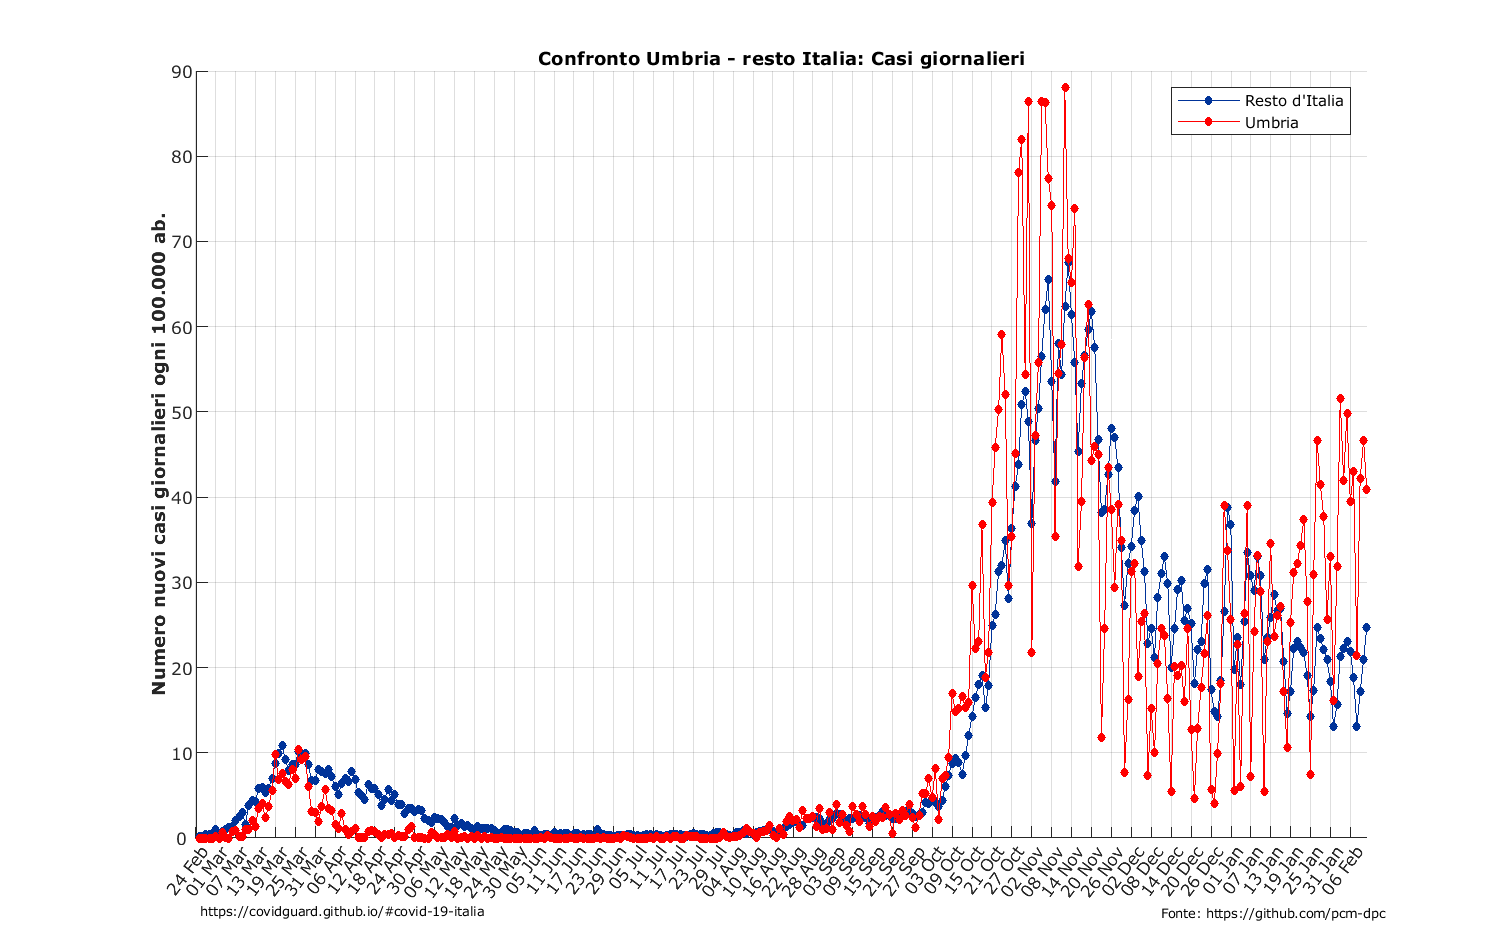 Confronto Umbria - resto Italia: Casi giornalieri
Resto d'Italia
Umbria
Numero nuovi casi giornalieri ogni 100.000 ab.
90
80
70
60
50
40
30
20
10
0
24 Feb
01 Mar
07 Mar
13 Mar
19 Mar
25 Mar
31 Mar
06 Apr
12 Apr
18 Apr
24 Apr
30 Apr
06 May
12 May
18 May
24 May
30 May
05 Jun
11 Jun
17 Jun
23 Jun
29 Jun
05 Jul
11 Jul
17 Jul
23 Jul
29 Jul
04 Aug
10 Aug
16 Aug
22 Aug
28 Aug
03 Sep
09 Sep
15 Sep
21 Sep
27 Sep
03 Oct
09 Oct
15 Oct
21 Oct
27 Oct
02 Nov
08 Nov
14 Nov
20 Nov
26 Nov
02 Dec
08 Dec
14 Dec
20 Dec
26 Dec
01 Jan
07 Jan
13 Jan
19 Jan
25 Jan
31 Jan
06 Feb
https://covidguard.github.io/#covid-19-italia
Fonte: https://github.com/pcm-dpc